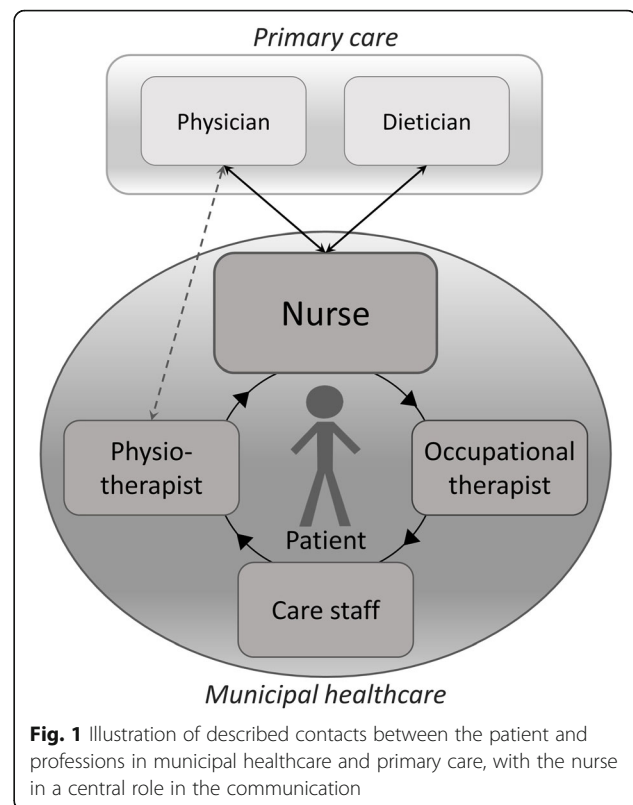 Primary care
Physician
Dietician
Nurse
Physio-
therapist
Occupational
therapist
Patient
Care staff
Municipal healthcare
Fig. 1 Illustration of described contacts between the patient and
professions in municipal healthcare and primary care, with the nurse
in a central role in the communication